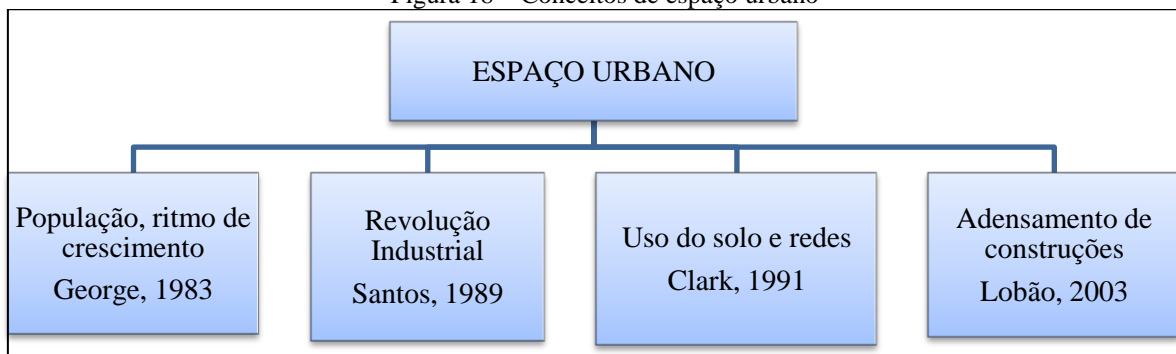 Figura 18 – Conceitos de espaço urbano
ESPAÇO URBANO
População, ritmo de
crescimento
George, 1983
Revolução
Industrial
Santos, 1989
Uso do solo e redes
Clark, 1991
Adensamento de
construções
Lobão, 2003